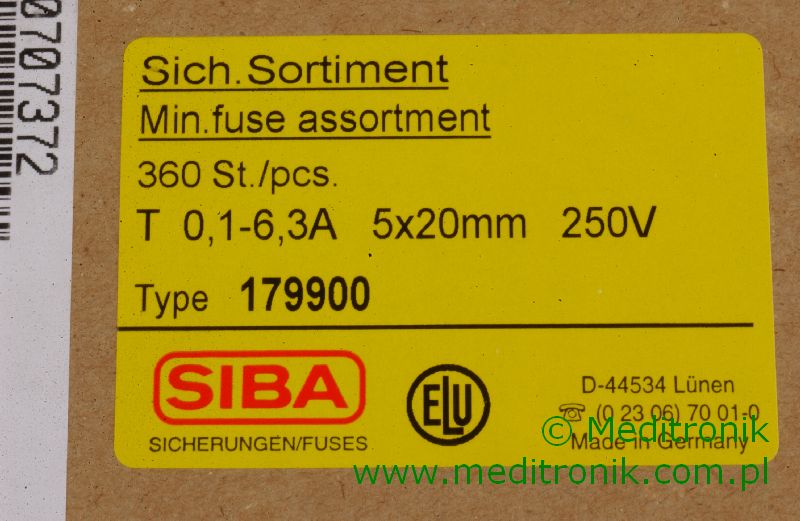 0707372
Sich.Sortiment
Min.fuse assortment
360 St./pcs.
T 0,1-6,3A 5x20mm 250V
Type 179900
SIBA
SICHERUNGEN/FUSES
ELU
D-44534 Lünen
☏ (0 23 06) 70 01-0
Made in Germany
© Meditronik
www.meditronik.com.pl